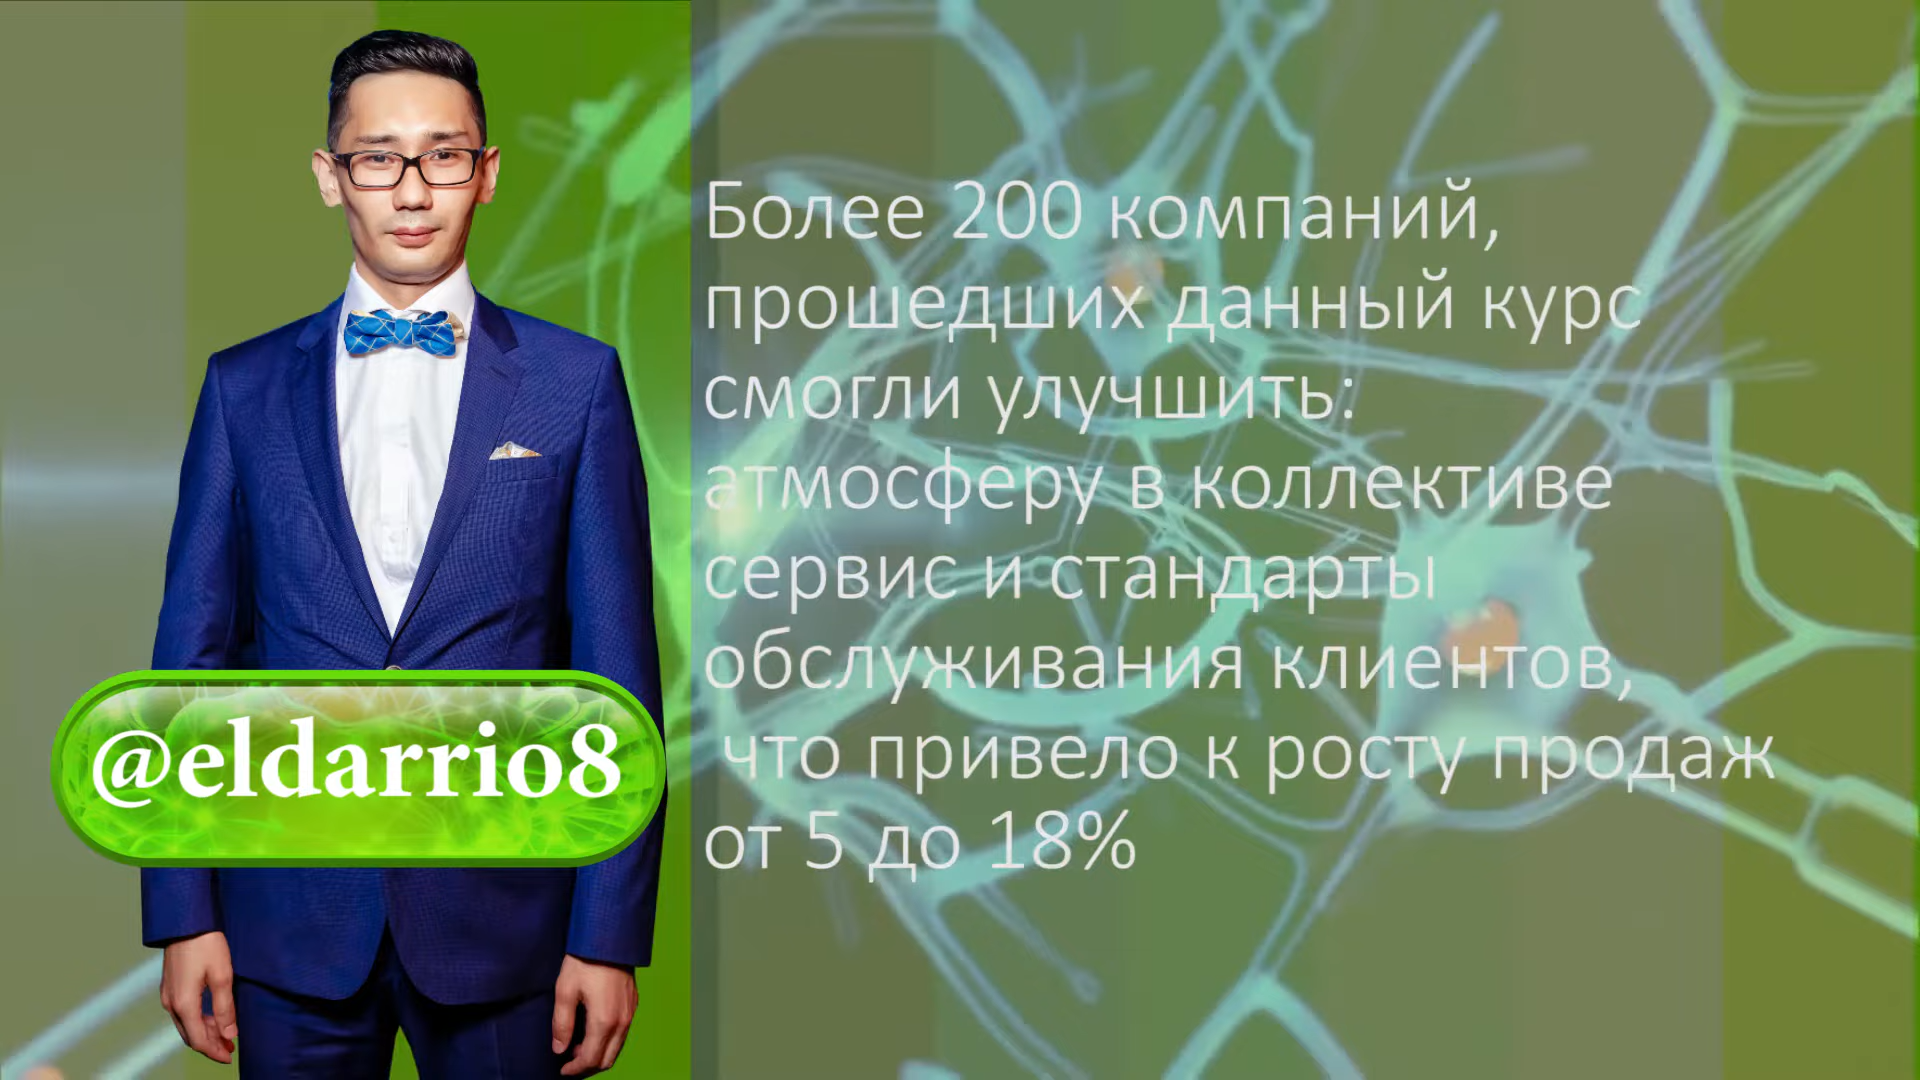 @eldarrio8
Более 200 компаний,
прошедших данный курс
смогли улучшить:
атмосферу в коллективе
сервис и стандарты
обслуживания клиентов,
что привело к росту продаж
от 5 до 18%